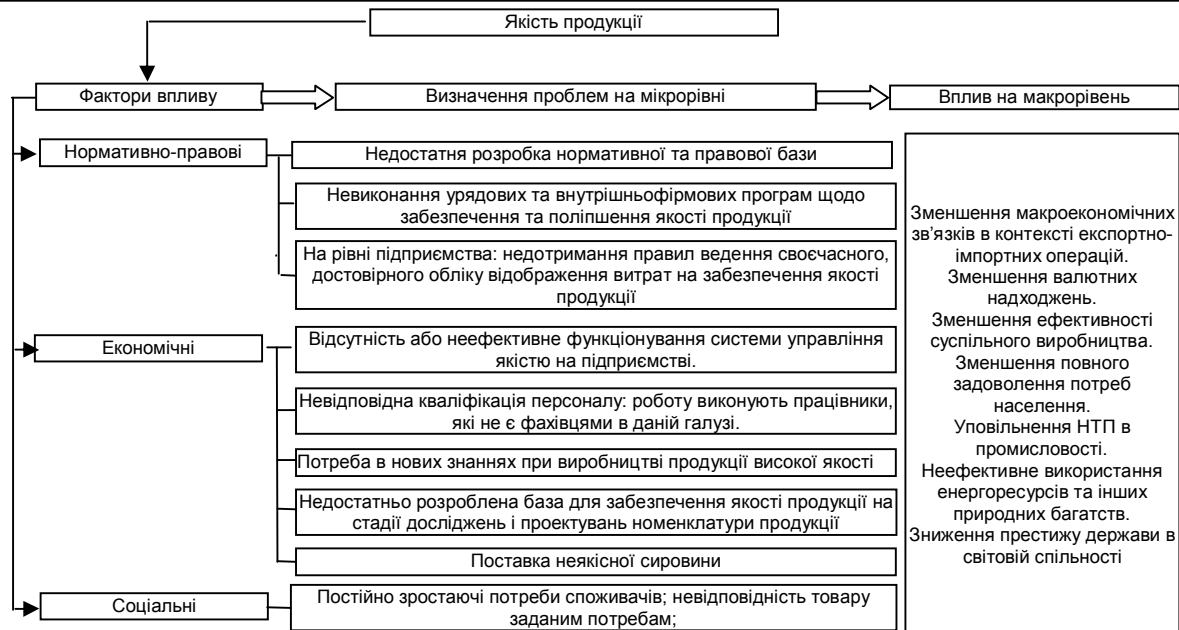 Якість продукції
Фактори впливу
Визначення проблем на мікрорівні
Вплив на макрорівень
Нормативно-правові
Недостатня розробка нормативної та правової бази
Невиконання урядових та внутрішньофірмових програм щодо
забезпечення та поліпшення якості продукції
На рівні підприємства: недотримання правил ведення своєчасного,
достовірного обліку відображення витрат на забезпечення якості
продукції
Економічні
Відсутність або неефективне функціонування системи управління
якістю на підприємстві.
Невідповідна кваліфікація персоналу: роботу виконують працівники,
які не є фахівцями в даній галузі.
Потреба в нових знаннях при виробництві продукції високої якості
Недостатньо розроблена база для забезпечення якості продукції на
стадії досліджень і проектувань номенклатури продукції
Поставка неякісної сировини
Соціальні
Постійно зростаючі потреби споживачів; невідповідність товару
заданим потребам;
Зменшення макроекономічних
зв'язків в контексті експортно-
імпортних операцій.
Зменшення валютних
надходжень.
Зменшення ефективності
суспільного виробництва.
Зменшення повного
задоволення потреб
населення.
Уповільнення НТП в
промисловості.
Неефективне використання
енергоресурсів та інших
природних багатств.
Зниження престижу держави в
світовій спільності